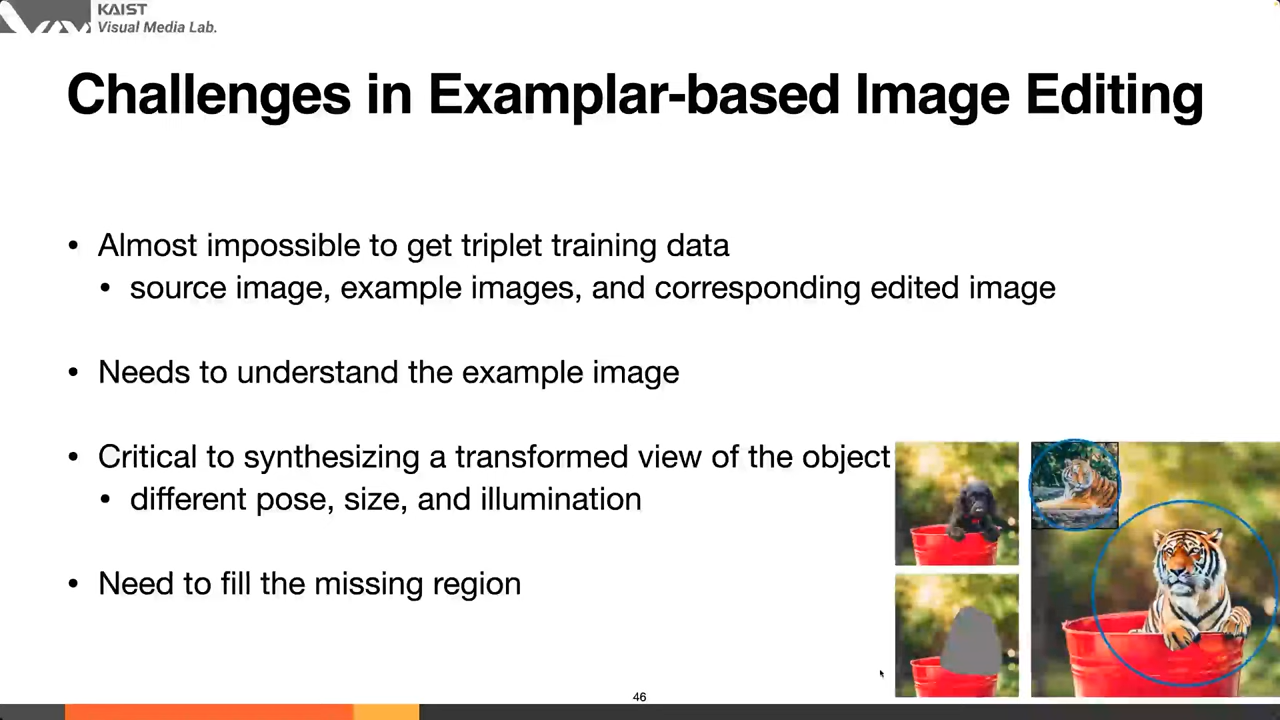 KAIST
Visual Media Lab.
Challenges in Examplar-based Image Editing
• Almost impossible to get triplet training data
• source image, example images, and corresponding edited image
• Needs to understand the example image
• Critical to synthesizing a transformed view of the object
• different pose, size, and illumination
• Need to fill the missing region
46